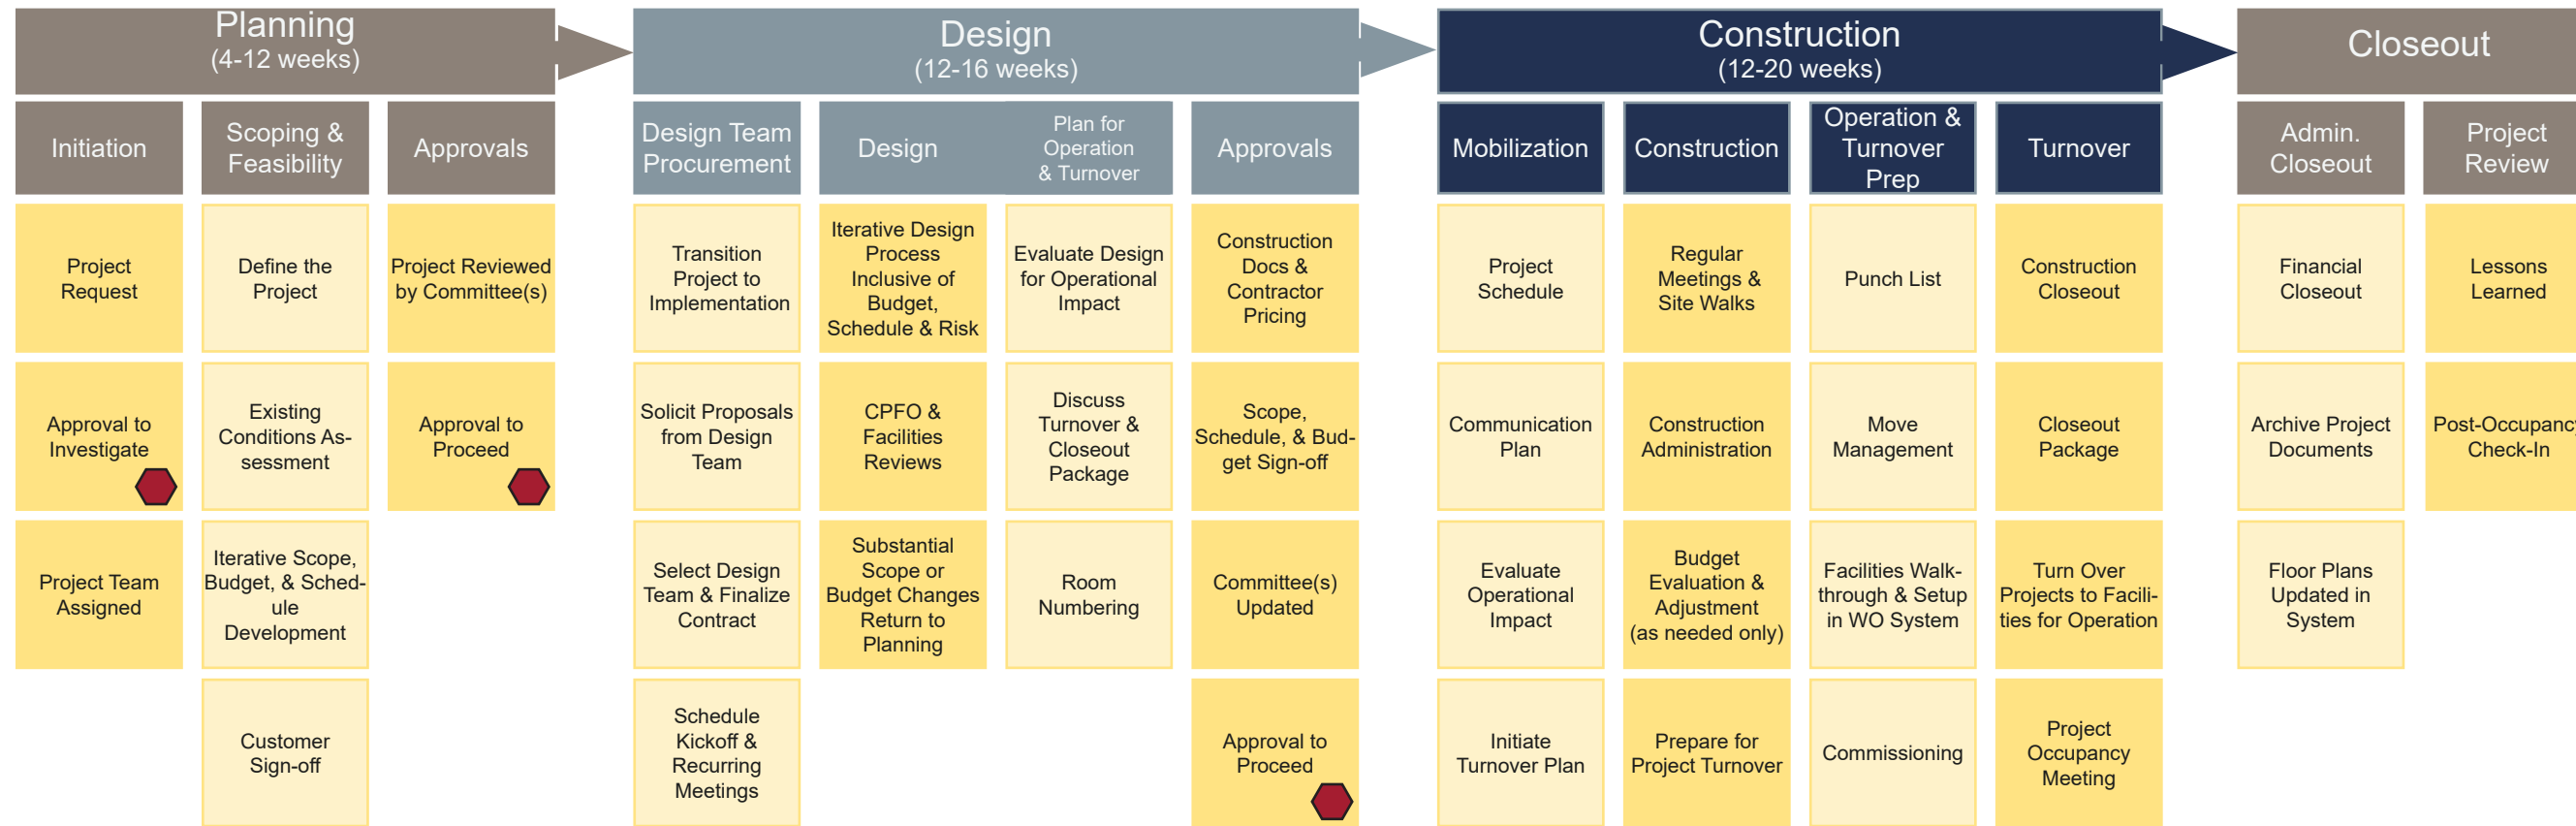 Planning
(4-12 weeks)
Initiation
Project
Request
Approval to
Investigate
Project Team
Assigned
Scoping &
Feasibility
Define the
Project
Existing
Conditions As-
sessment
Iterative Scope,
Budget, & Sched-
ule
Development
Customer
Sign-off
Approvals
Project Reviewed
by Committee(s)
Approval to
Proceed
Design
(12-16 weeks)
Design Team
Procurement
Transition
Project to
Implementation
Solicit Proposals
from Design
Team
Select Design
Team & Finalize
Contract
Schedule
Kickoff &
Recurring
Meetings
Design
Iterative Design
Process
Inclusive of
Budget,
Schedule & Risk
CPFO &
Facilities
Reviews
Substantial
Scope or
Budget Changes
Return to
Planning
Plan for
Operation
& Turnover
Evaluate Design
for Operational
Impact
Discuss
Turnover &
Closeout
Package
Room
Numbering
Approvals
Construction
Docs &
Contractor
Pricing
Scope,
Schedule, & Bud-
get Sign-off
Committee(s)
Updated
Approval to
Proceed
Construction
(12-20 weeks)
Mobilization
Project
Schedule
Communication
Plan
Evaluate
Operational
Impact
Initiate
Turnover Plan
Construction
Regular
Meetings &
Site Walks
Construction
Administration
Budget
Evaluation &
Adjustment
(as needed only)
Prepare for
Project Turnover
Operation &
Turnover
Prep
Punch List
Move
Management
Facilities Walk-
through & Setup
in WO System
Commissioning
Turnover
Construction
Closeout
Closeout
Package
Turn Over
Projects to Facili-
ties for Operation
Project
Occupancy
Meeting
Closeout
Admin.
Closeout
Financial
Closeout
Archive Project
Documents
Floor Plans
Updated in
System
Project
Review
Lessons
Learned
Post-Occupancy
Check-In